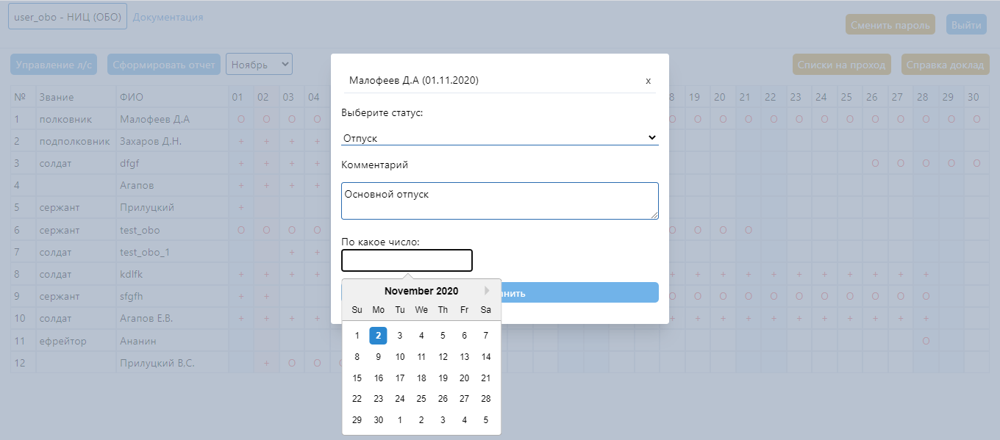 user_obo - НИЦ (ОБО) Документация Сменить пароль Выйти
Управление л/с Сформировать отчет Ноябрь Списки на проход Справка доклад
Малофеев Д.А (01.11.2020) x
Выберите статус:
Отпуск
Комментарий
Основной отпуск
По какое число:
November 2020
Su Mo Tu We Th Fr Sa
1 2 3 4 5 6 7
8 9 10 11 12 13 14
15 16 17 18 19 20 21
22 23 24 25 26 27 28
29 30 1 2 3 4 5
№ Звание ФИО 01 02 03 04 8 19 20 21 22 23 24 25 26 27 28 29 30
1 полковник Малофеев Д.А О О О О О О О О О О О О О О О О О
2 подполковник Захаров Д.Н. + + + +
3 солдат dfgf + + + + О О О О О
4 Агапов + + + +
5 сержант Прилуцкий +
6 сержант test_obo О О О О О О О О
7 солдат test_obo_1 + +
8 солдат kdlfk + + + + + + + + + + + + + + +
9 сержант sfgfh + + О О О О О О О О О О О
10 солдат Агапов Е.В. + + + + + + + + + + + + + + +
11 ефрейтор Ананин О
12 Прилуцкий В.С. + О О